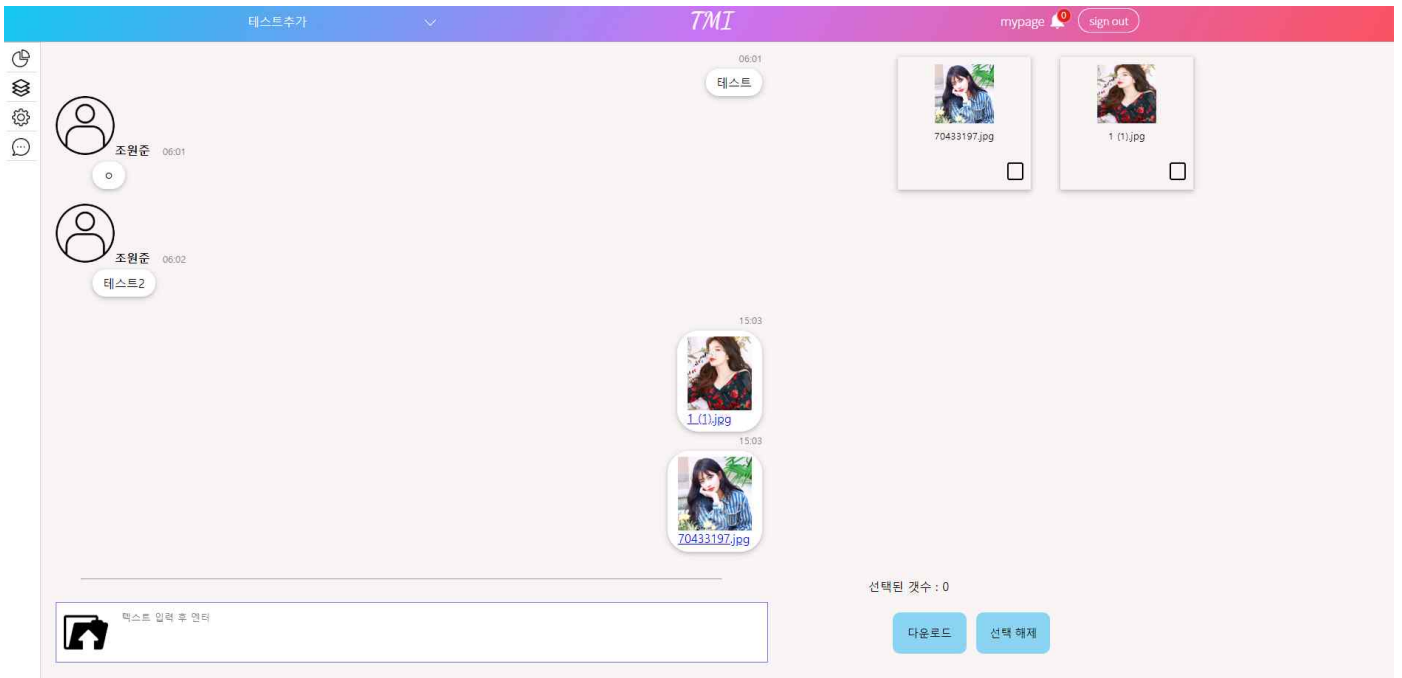 테스트추가
TMI
mypage 0 sign out
06:01
테스트
조원준 06:01
ㅇ
조원준 06:02
테스트2
15:03
1 (1).jpg
15:03
70433197.jpg
텍스트 입력 후 엔터
70433197.jpg
1 (1).jpg
선택된 갯수 : 0
다운로드 선택 해제